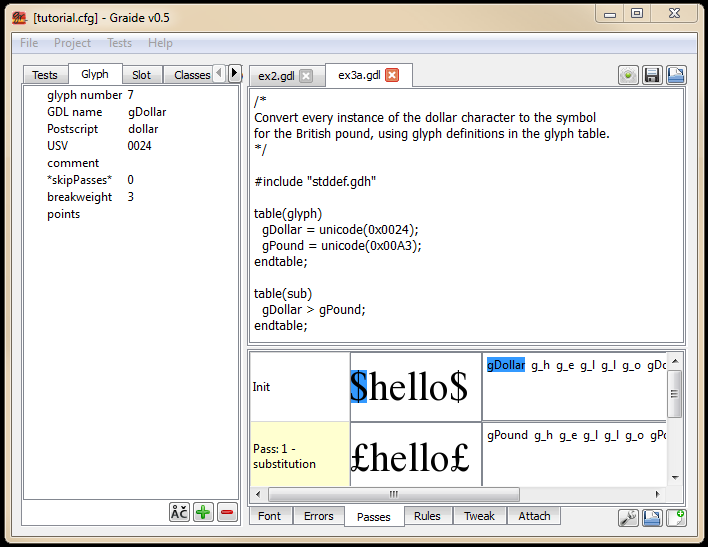 [tutorial.cfg] - Graide v0.5
File Project Tests Help
Tests Glyph Slot Classes
glyph number 7
GDL name gDollar
Postscript dollar
USV 0024
comment
*skipPasses* 0
breakweight 3
points
ÅČ
ex2.gdl ex3a.gdl
/*
Convert every instance of the dollar character to the symbol
for the British pound, using glyph definitions in the glyph table.
*/
#include "stddef.gdh"
table(glyph)
gDollar = unicode(0x0024);
gPound = unicode(0x00A3);
endtable;
table(sub)
gDollar > gPound;
endtable;
Init $hello$ gDollar g_h g_e g_l g_l g_o gDo
Pass: 1 - substitution £hello£ gPound g_h g_e g_l g_l g_o gPo
Font Errors Passes Rules Tweak Attach